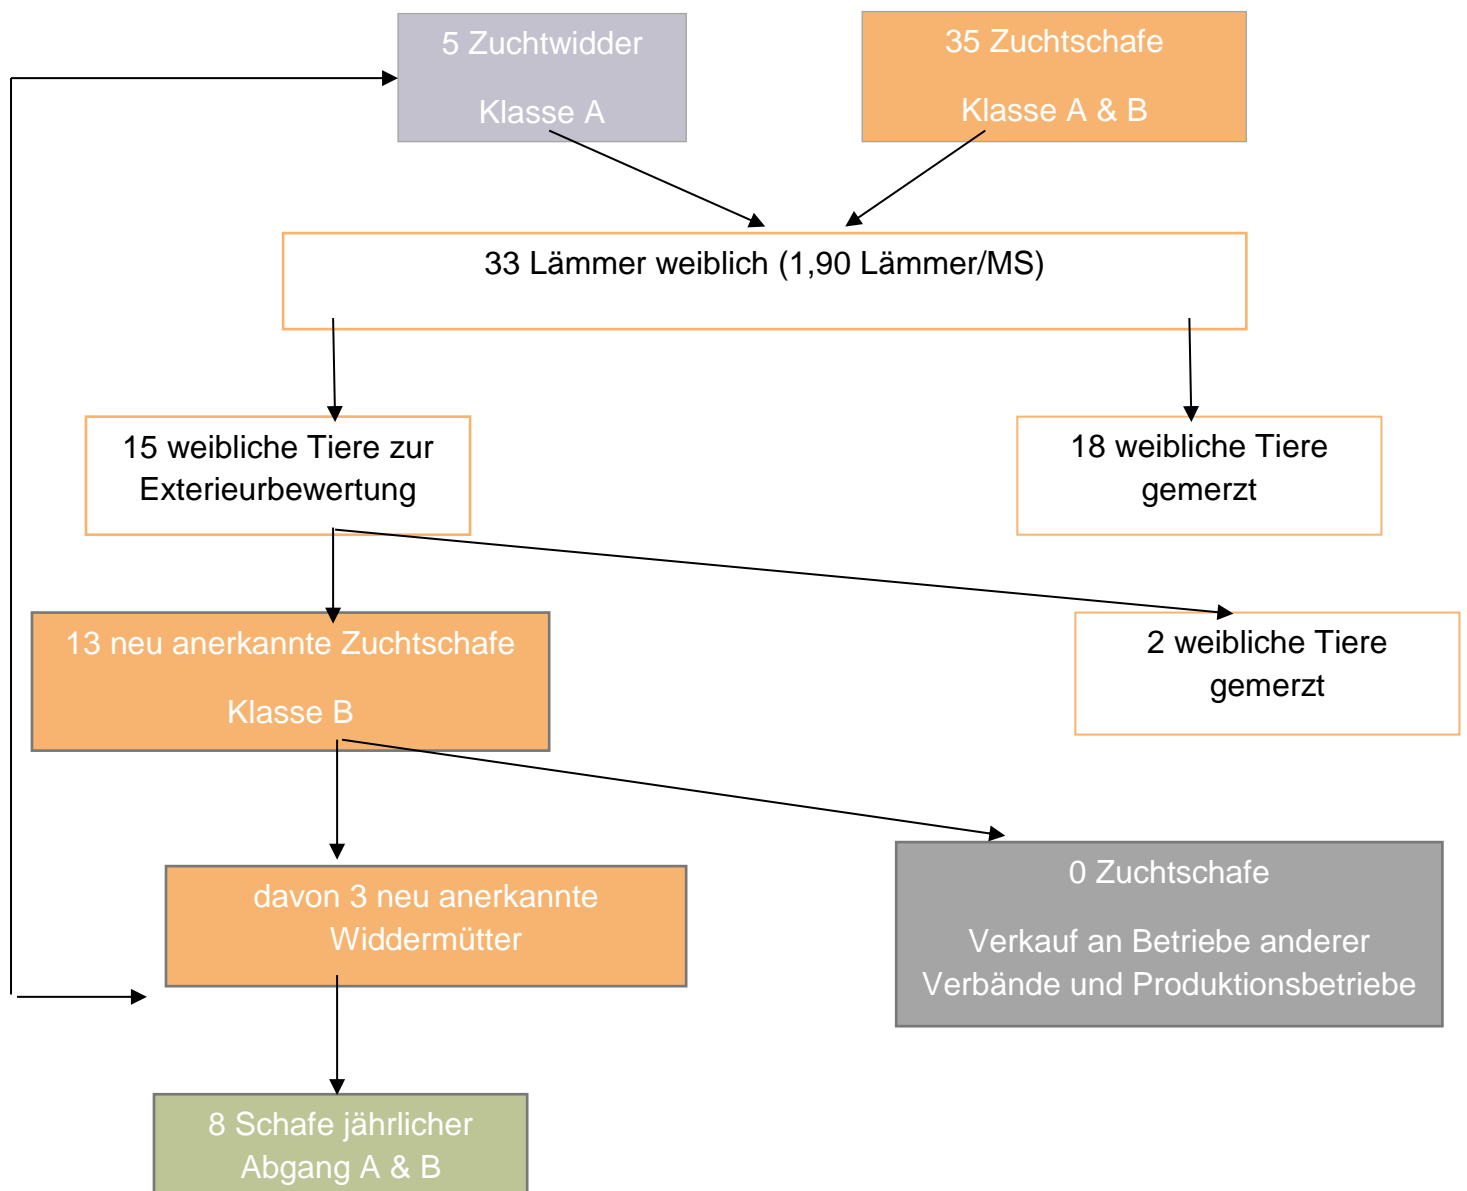 5 Zuchtwidder
Klasse A
35 Zuchtschafe
Klasse A & B
33 Lämmer weiblich (1,90 Lämmer/MS)
15 weibliche Tiere zur
Exterieurbewertung
18 weibliche Tiere
gemerzt
13 neu anerkannte Zuchtschafe
Klasse B
2 weibliche Tiere
gemerzt
davon 3 neu anerkannte
Widdermütter
0 Zuchtschafe
Verkauf an Betriebe anderer
Verbände und Produktionsbetriebe
8 Schafe jährlicher
Abgang A & B